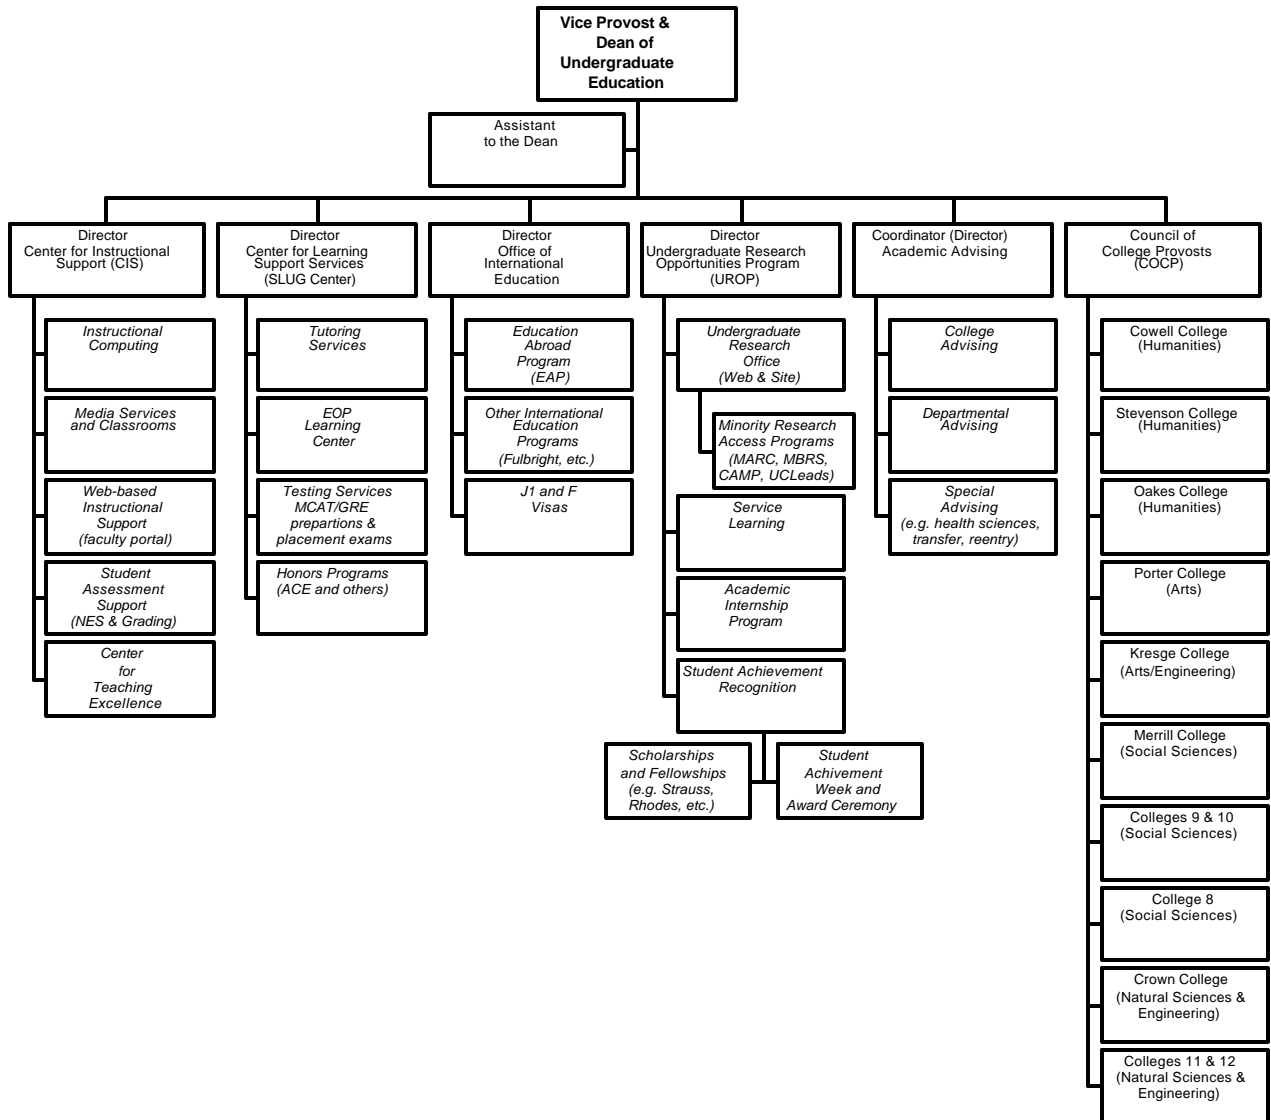 Vice Provost &
Dean of
Undergraduate
Education
Assistant
to the Dean
Director
Center for Instructional
Support (CIS)
Instructional
Computing
Media Services
and Classrooms
Web-based
Instructional
Support
(faculty portal)
Student
Assessment
Support
(NES & Grading)
Center
for
Teaching
Excellence
Director
Center for Learning
Support Services
(SLUG Center)
Tutoring
Services
EOP
Learning
Center
Testing Services
MCAT/GRE
prepartions &
placement exams
Honors Programs
(ACE and others)
Director
Office of
International
Education
Education
Abroad
Program
(EAP)
Other International
Education
Programs
(Fulbright, etc.)
J1 and F
Visas
Director
Undergraduate Research
Opportunities Program
(UROP)
Undergraduate
Research
Office
(Web & Site)
Minority Research
Access Programs
(MARC, MBRS,
CAMP, UCLeads)
Service
Learning
Academic
Internship
Program
Student Achievement
Recognition
Scholarships
and Fellowships
(e.g. Strauss,
Rhodes, etc.)
Student
Achivement
Week and
Award Ceremony
Coordinator (Director)
Academic Advising
College
Advising
Departmental
Advising
Special
Advising
(e.g. health sciences,
transfer, reentry)
Council of
College Provosts
(COCP)
Cowell College
(Humanities)
Stevenson College
(Humanities)
Oakes College
(Humanities)
Porter College
(Arts)
Kresge College
(Arts/Engineering)
Merrill College
(Social Sciences)
Colleges 9 & 10
(Social Sciences)
College 8
(Social Sciences)
Crown College
(Natural Sciences &
Engineering)
Colleges 11 & 12
(Natural Sciences &
Engineering)